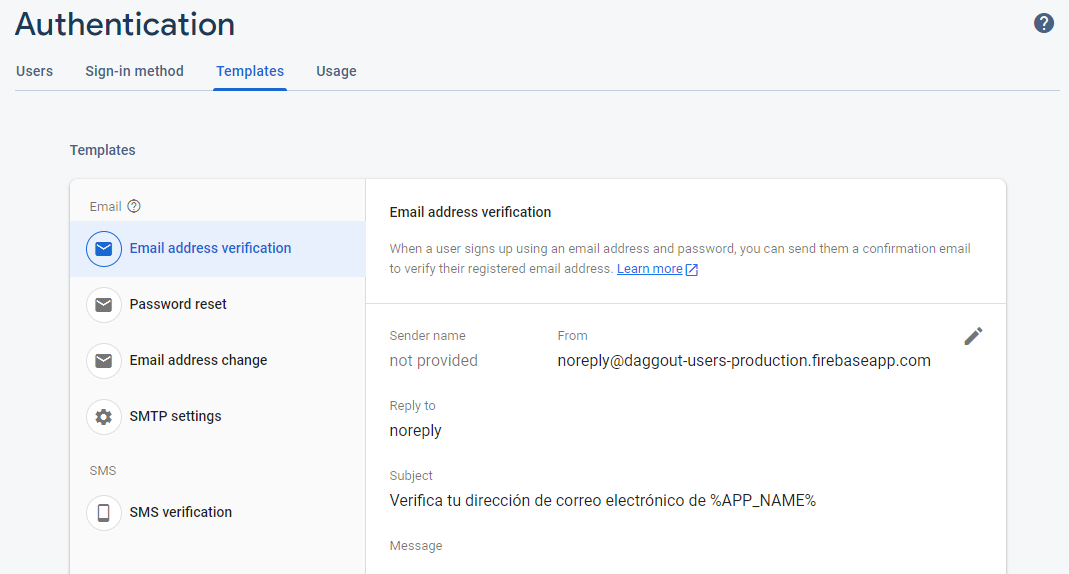 Authentication
Users Sign-in method Templates Usage
Templates
Email
Email address verification
Password reset
Email address change
SMTP settings
SMS
SMS verification
Email address verification
When a user signs up using an email address and password, you can send them a confirmation email
to verify their registered email address. Learn more
Sender name From
not provided noreply@daggout-users-production.firebaseapp.com
Reply to
noreply
Subject
Verifica tu dirección de correo electrónico de %APP_NAME%
Message